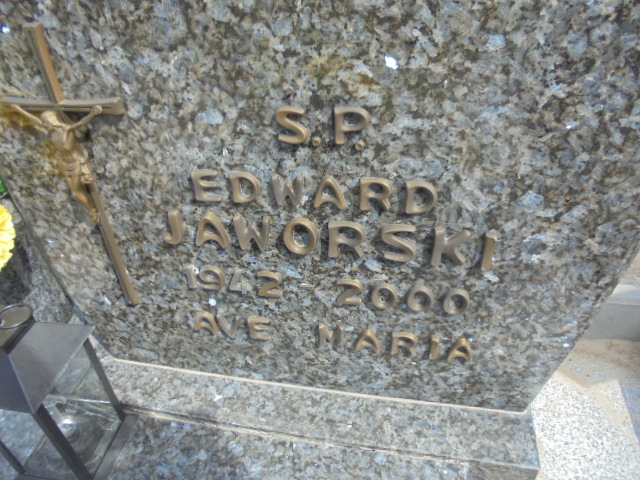 S.P.
EDWARD
JAWORSKI
1942 2000
AVE MARIA